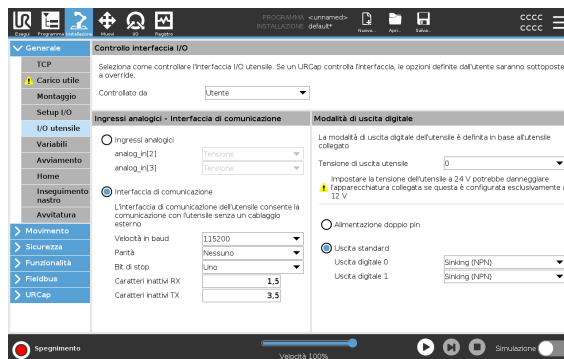 PROGRAMMA <unnamed>
INSTALLAZIONE default*
cccc
cccc
Esegui Programma Installazione Muovi I/O Registro Nuovo... Apri... Salva...
Generale
TCP
Carico utile
Montaggio
Setup I/O
I/O utensile
Variabili
Avviamento
Home
Inseguimento
nastro
Avvitatura
Movimento
Sicurezza
Funzionalità
Fieldbus
URCap
Controllo interfaccia I/O
Seleziona come controllare l'interfaccia I/O utensile. Se un URCap controlla l'interfaccia, le opzioni definite dall'utente saranno sottoposte
a override.
Controllato da Utente
Ingressi analogici - Interfaccia di comunicazione
Ingressi analogici
analog_in[2] Tensione
analog_in[3] Tensione
Interfaccia di comunicazione
L'interfaccia di comunicazione dell'utensile consente la
comunicazione con l'utensile senza un cablaggio
esterno
Velocità in baud 115200
Parità Nessuno
Bit di stop Uno
Caratteri inattivi RX 1,5
Caratteri inattivi TX 3,5
Modalità di uscita digitale
La modalità di uscita digitale dell'utensile è definita in base all'utensile
collegato
Tensione di uscita utensile 0
Impostare la tensione dell'utensile a 24 V potrebbe danneggiare
l'apparecchiatura collegata se questa è configurata esclusivamente a
12 V
Alimentazione doppio pin
Uscita standard
Uscita digitale 0 Sinking (NPN)
Uscita digitale 1 Sinking (NPN)
Spegnimento
Velocità 100%
Simulazione